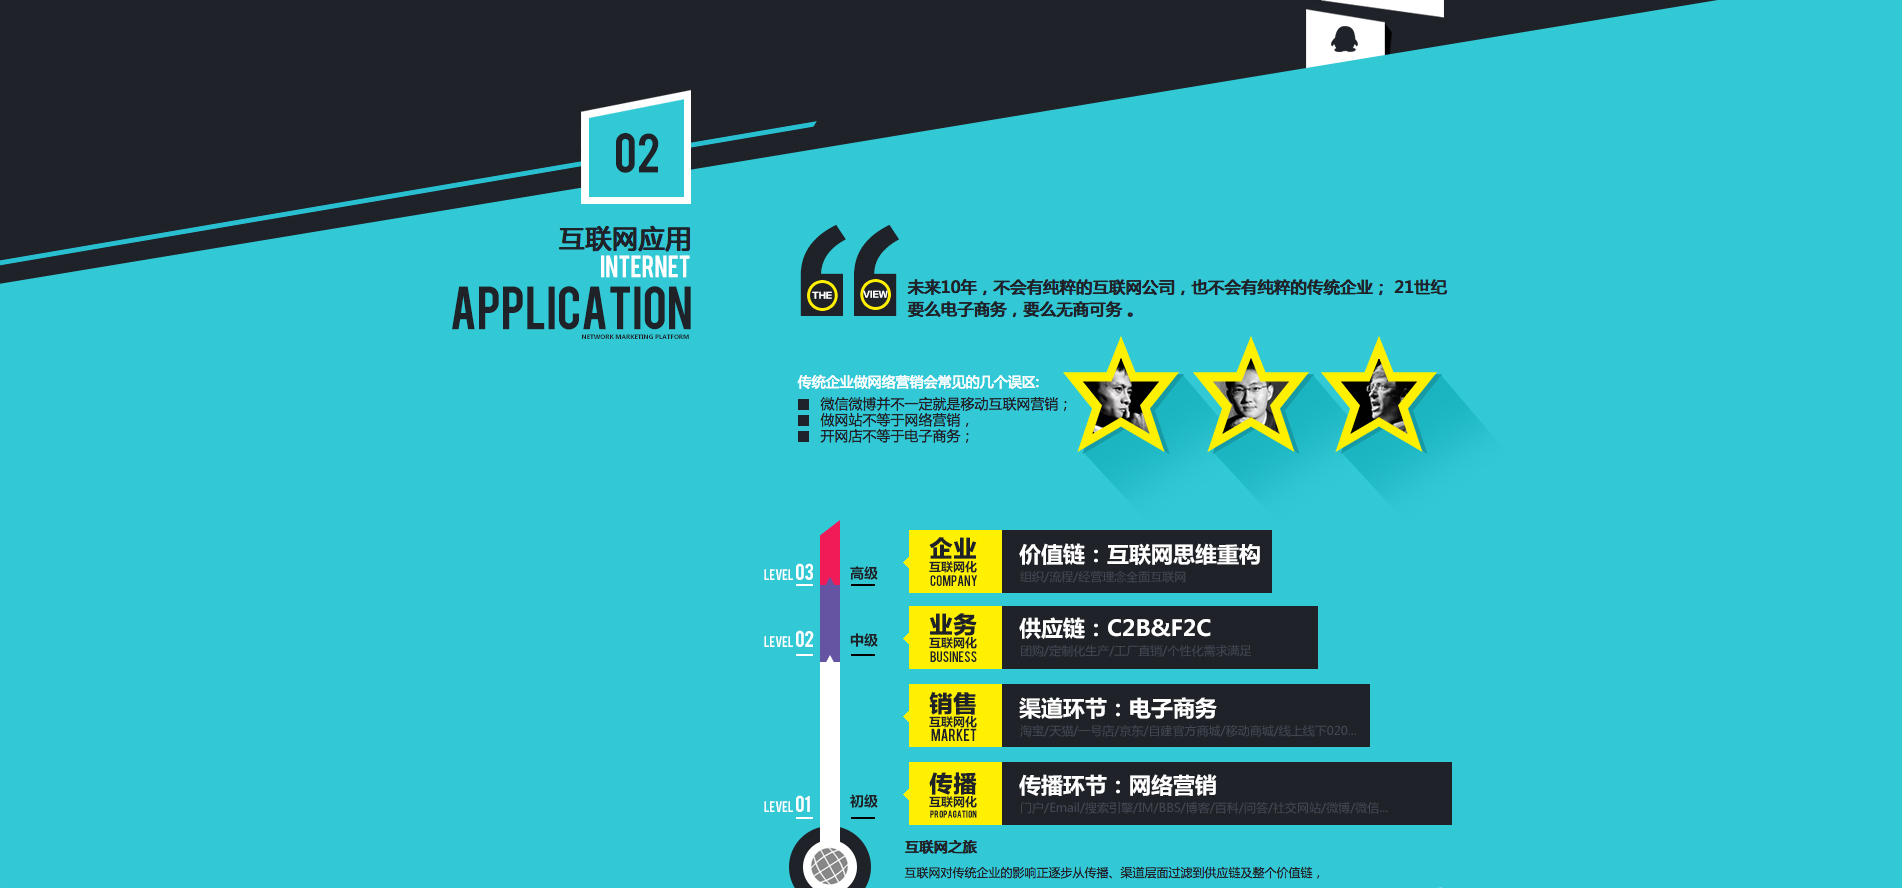 02
互联网应用
INTERNET
APPLICATION
NETWORK MARKETING PLATFORM
THE VIEW
未来10年，不会有纯粹的互联网公司，也不会有纯粹的传统企业； 21世纪
要么电子商务，要么无商可务 。
传统企业做网络营销会常见的几个误区:
微信微博并不一定就是移动互联网营销；
做网站不等于网络营销，
开网店不等于电子商务；
LEVEL 03
高级
企业
互联网化
COMPANY
价值链：互联网思维重构
组织/流程/经营理念全面互联网
LEVEL 02
中级
业务
互联网化
BUSINESS
供应链：C2B&F2C
团购/定制化生产/工厂直销/个性化需求满足
销售
互联网化
MARKET
渠道环节：电子商务
淘宝/天猫/一号店/京东/自建官方商城/移动商城/线上线下020...
LEVEL 01
初级
传播
互联网化
PROPAGATION
传播环节：网络营销
门户/Email/搜索引擎/IM/BBS/博客/百科/问答/社交网站/微博/微信...
互联网之旅
互联网对传统企业的影响正逐步从传播、渠道层面过滤到供应链及整个价值链，